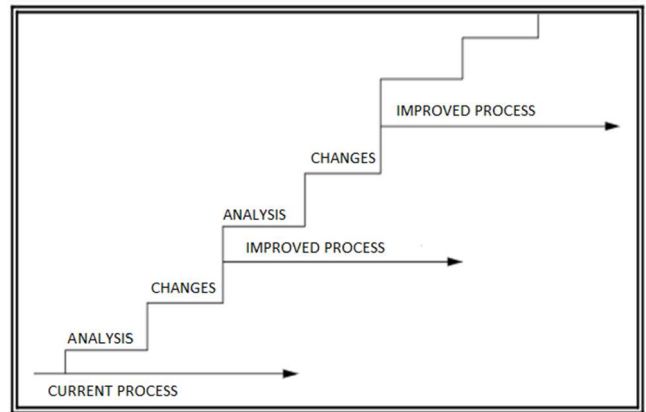 IMPROVED PROCESS
CHANGES
ANALYSIS
IMPROVED PROCESS
CHANGES
ANALYSIS
CURRENT PROCESS